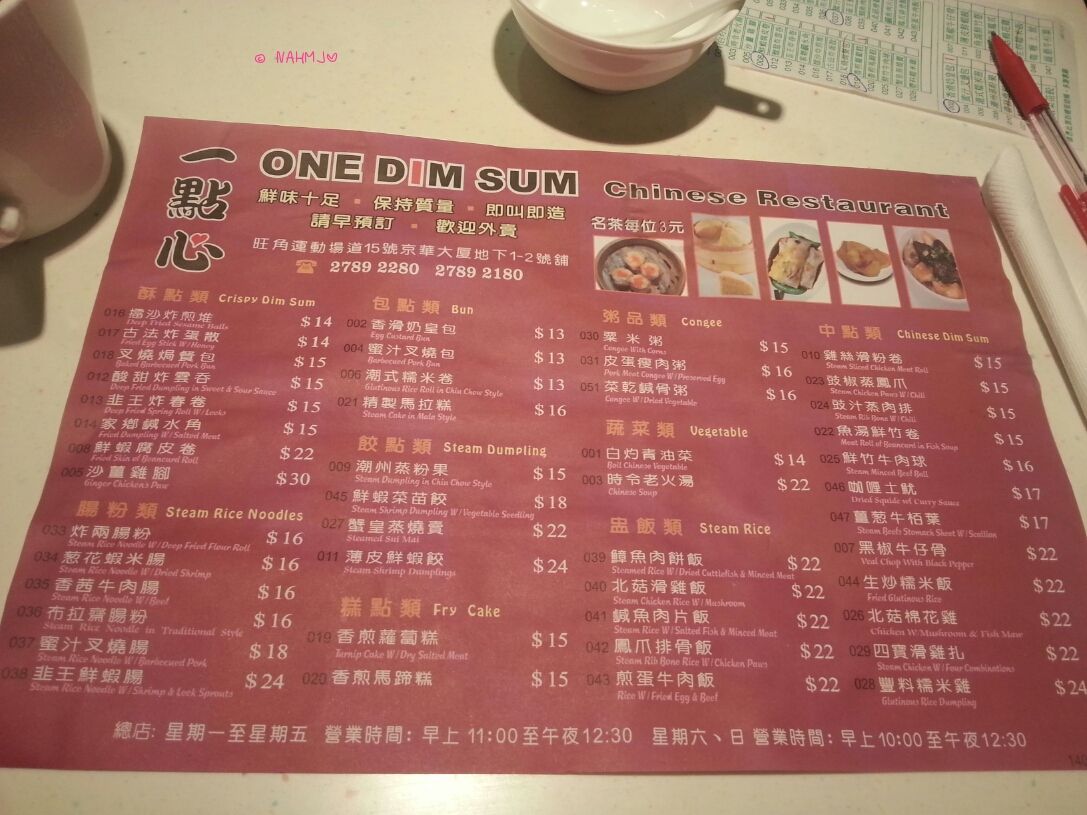 © NAHMJ
一點心
ONE DIM SUM Chinese Restaurant
鮮味十足 • 保持質量 • 即叫即造
請早預訂 • 歡迎外賣
名茶每位3元
旺角運動場道15號京華大厦地下1-2號舖
☎ 2789 2280 2789 2180
酥點類 Crispy Dim Sum
016 擂沙炸煎堆 $14
Deep Fried Sesame Balls
017 古法炸蛋散 $14
Fried Egg Stick W/Honey
018 叉燒焗餐包 $15
Baked Barbecued Pork Bun
012 酸甜炸雲吞 $15
Deep Fried Dumpling in Sweet & Sour Sauce
013 韭王炸春卷 $15
Deep Fried Spring Roll W/Leeks
014 家鄉鹹水角 $15
Fried Dumpling W/Salted Meat
008 鮮蝦腐皮卷 $22
Fried Skin of Beancurd Roll
005 沙薑雞腳 $30
Ginger Chicken's Paw
腸粉類 Steam Rice Noodles
033 炸兩腸粉 $16
Steam Rice Noodle W/Deep Fried Flour Roll
034 葱花蝦米腸 $16
Steam Rice Noodle W/Dried Shrimp
035 香茜牛肉腸 $16
Steam Rice Noodle W/Beef
036 布拉齋腸粉 $16
Steam Rice Noodle in Traditional Style
037 蜜汁叉燒腸 $18
Steam Rice Noodle W/Barbecued Pork
038 韭王鮮蝦腸 $24
Steam Rice Noodle W/Shrimp & Leek Sprouts
包點類 Bun
002 香滑奶皇包 $13
Egg Custard Bun
004 蜜汁叉燒包 $13
Barbecued Pork Bun
006 潮式糯米卷 $13
Glutinous Rice Roll in Chiu Chow Style
021 精製馬拉糕 $16
Steam Cake in Mala Style
餃點類 Steam Dumpling
009 潮州蒸粉果 $15
Steam Dumpling in Chiu Chow Style
045 鮮蝦菜苗餃 $18
Steam Shrimp Dumpling W/Vegetable Seedling
027 蟹皇蒸燒賣 $22
Steamed Sui Mai
011 薄皮鮮蝦餃 $24
Steam Shrimp Dumplings
糕點類 Fry Cake
019 香煎蘿蔔糕 $15
Turnip Cake W/Dry Salted Meat
020 香煎馬蹄糕 $15
粥品類 Congee
030 粟米粥 $15
Congee With Corns
031 皮蛋瘦肉粥 $16
Pork Meat Congee W/Preserved Egg
051 菜乾鹹骨粥 $16
Congee W/Dried Vegetable
蔬菜類 Vegetable
001 白灼青油菜 $14
Boil Chinese Vegetable
003 時令老火湯 $22
Chinese Soup
盅飯類 Steam Rice
039 鱆魚肉餅飯 $22
Steamed Rice W/Dried Cuttlefish & Minced Meat
040 北菇滑雞飯 $22
Steam Chicken Rice W/Mushroom
041 鹹魚肉片飯 $22
Steam Rice W/Salted Fish & Minced Meat
042 鳳爪排骨飯 $22
Steam Rib Bone Rice W/Chicken Paws
043 煎蛋牛肉飯 $22
Rice W/Fried Egg & Beef
中點類 Chinese Dim Sum
010 雞絲滑粉卷 $15
Steam Sliced Chicken Meat Roll
023 豉椒蒸鳳爪 $15
Steam Chicken Paws W/Chili
024 豉汁蒸肉排 $15
Steam Rib Bone W/Chili
022 魚湯鮮竹卷 $15
Meat Roll of Beancurd in Fish Soup
025 鮮竹牛肉球 $16
Steam Minced Beef Ball
046 咖喱土魷 $17
Dried Squide w/ Curry Sauce
047 薑葱牛栢葉 $17
Steam Beefs Stomach Sheet W/Scallion
007 黑椒牛仔骨 $22
Veal Chop With Black Pepper
044 生炒糯米飯 $22
Fried Glutinous Rice
026 北菇棉花雞 $22
Chicken W/Mushroom & Fish Maw
029 四寶滑雞扎 $22
Steam Chicken W/Four Combinations
028 豐料糯米雞 $24
Glutinous Rice Dumpling
總店: 星期一至星期五 營業時間: 早上 11:00 至午夜12:30 星期六、日 營業時間: 早上10:00 至午夜12:30